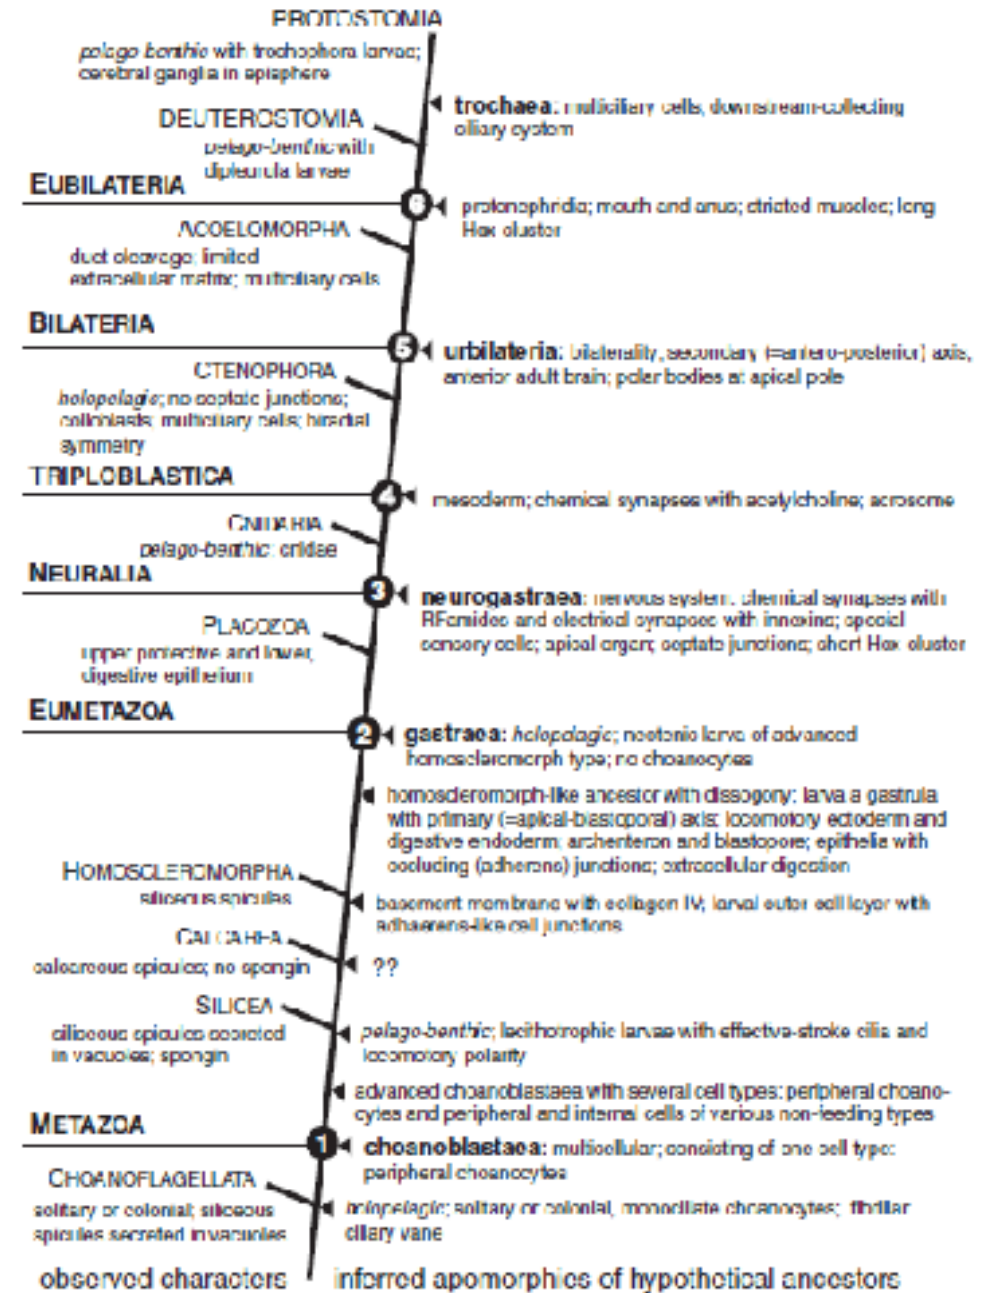 PROTOSTOMIA
pelago-benthic with trochophora larvae;
cerebral ganglia in episphere
trochaea: multiciliary cells, downstream-collecting
ciliary system
DEUTEROSTOMIA
pelago-benthic with
dipleurula larvae
EUBILATERIA
6
protonephridia; mouth and anus; striated muscles; long
Hox cluster
ACOELOMORPHA
duet cleavage; limited
extracellular matrix; multiciliary cells
BILATERIA
5
urbilateria: bilaterality, secondary (=antero-posterior) axis,
anterior adult brain; polar bodies at apical pole
CTENOPHORA
holopelagic; no septate junctions;
colloblasts; multiciliary cells; biradial
symmetry
TRIPLOBLASTICA
4
mesoderm; chemical synapses with acetylcholine; acrosome
CNIDARIA
pelago-benthic; cnidae
NEURALIA
3
neurogastraea: nervous system: chemical synapses with
RFamides and electrical synapses with innexins; special
sensory cells; apical organ; septate junctions; short Hox cluster
PLACOZOA
upper protective and lower,
digestive epithelium
EUMETAZOA
2
gastraea: holopelagic; neotenic larva of advanced
homoscleromorph type; no choanocytes
homoscleromorph-like ancestor with dissogony; larva a gastrula
with primary (=apical-blastoporal) axis: locomotory ectoderm and
digestive endoderm; archenteron and blastopore; epithelia with
occluding (adherens) junctions; extracellular digestion
HOMOSCLEROMORPHA
siliceous spicules
basement membrane with collagen IV; larval outer cell layer with
adhaerens-like cell junctions
CALCAREA
calcareous spicules; no spongin
??
SILICEA
siliceous spicules secreted
in vacuoles; spongin
pelago-benthic; lecithotrophic larvae with effective-stroke cilia and
locomotory polarity
advanced choanoblastaea with several cell types: peripheral choano-
cytes and peripheral and internal cells of various non-feeding types
METAZOA
1
choanoblastaea: multicellular; consisting of one cell type:
peripheral choanocytes
CHOANOFLAGELLATA
solitary or colonial; siliceous
spicules secreted in vacuoles
holopelagic; solitary or colonial, monociliate choanocytes; fibrillar
ciliary vane
observed characters
inferred apomorphies of hypothetical ancestors